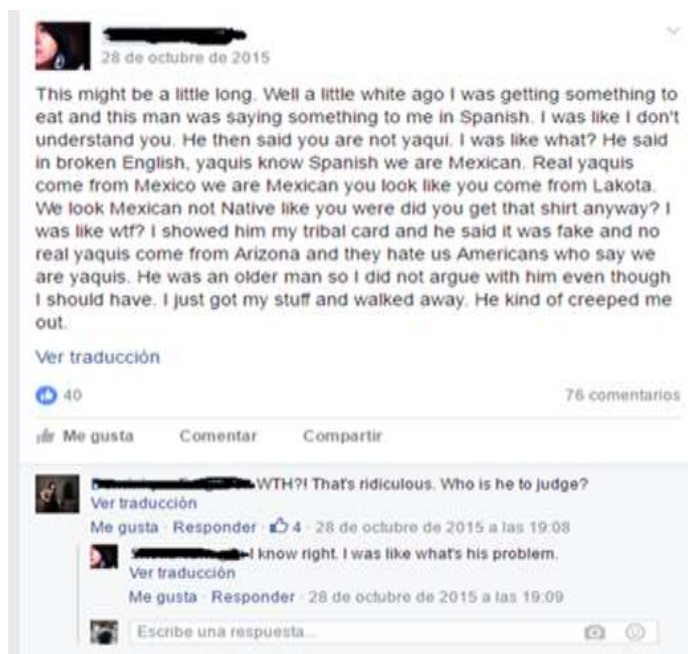 28 de octubre de 2015
This might be a little long. Well a little white ago I was getting something to
eat and this man was saying something to me in Spanish. I was like I don't
understand you. He then said you are not yaqui. I was like what? He said
in broken English, yaquis know Spanish we are Mexican. Real yaquis
come from Mexico we are Mexican you look like you come from Lakota.
We look Mexican not Native like you were did you get that shirt anyway? I
was like wtf? I showed him my tribal card and he said it was fake and no
real yaquis come from Arizona and they hate us Americans who say we
are yaquis. He was an older man so I did not argue with him even though
I should have. I just got my stuff and walked away. He kind of creeped me
out.
Ver traducción
40 76 comentarios
Me gusta Comentar Compartir
WTH?! That's ridiculous. Who is he to judge?
Ver traducción
Me gusta · Responder · 4 · 28 de octubre de 2015 a las 19:08
I know right. I was like what's his problem.
Ver traducción
Me gusta · Responder · 28 de octubre de 2015 a las 19:09
Escribe una respuesta...